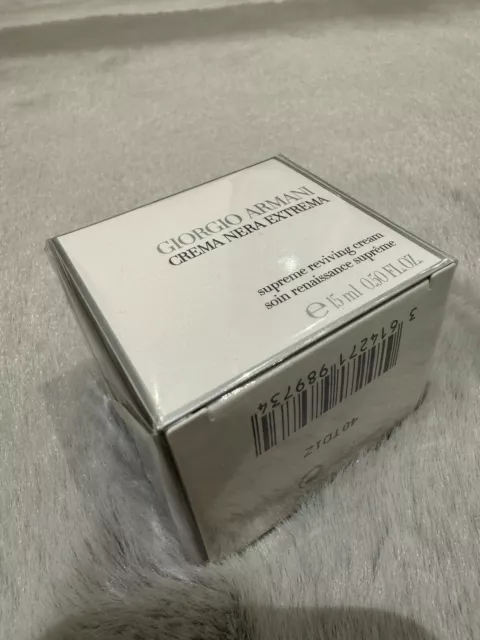 GIORGIO ARMANI
CREMA NERA EXTREMA
supreme reviving cream
soin renaissance suprême
℮ 15 ml 0.50 FL.OZ.
3 614271 989734
40TD1Z